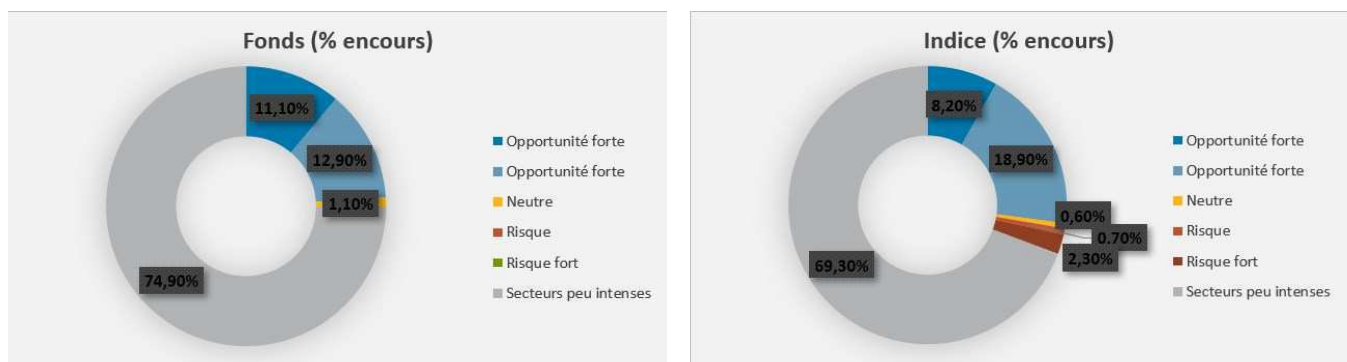 Fonds (% encours)
11,10%
12,90%
1,10%
74,90%
Opportunité forte
Opportunité forte
Neutre
Risque
Risque fort
Secteurs peu intenses
Indice (% encours)
8,20%
18,90%
0,60%
0.70%
2,30%
69,30%
Opportunité forte
Opportunité forte
Neutre
Risque
Risque fort
Secteurs peu intenses